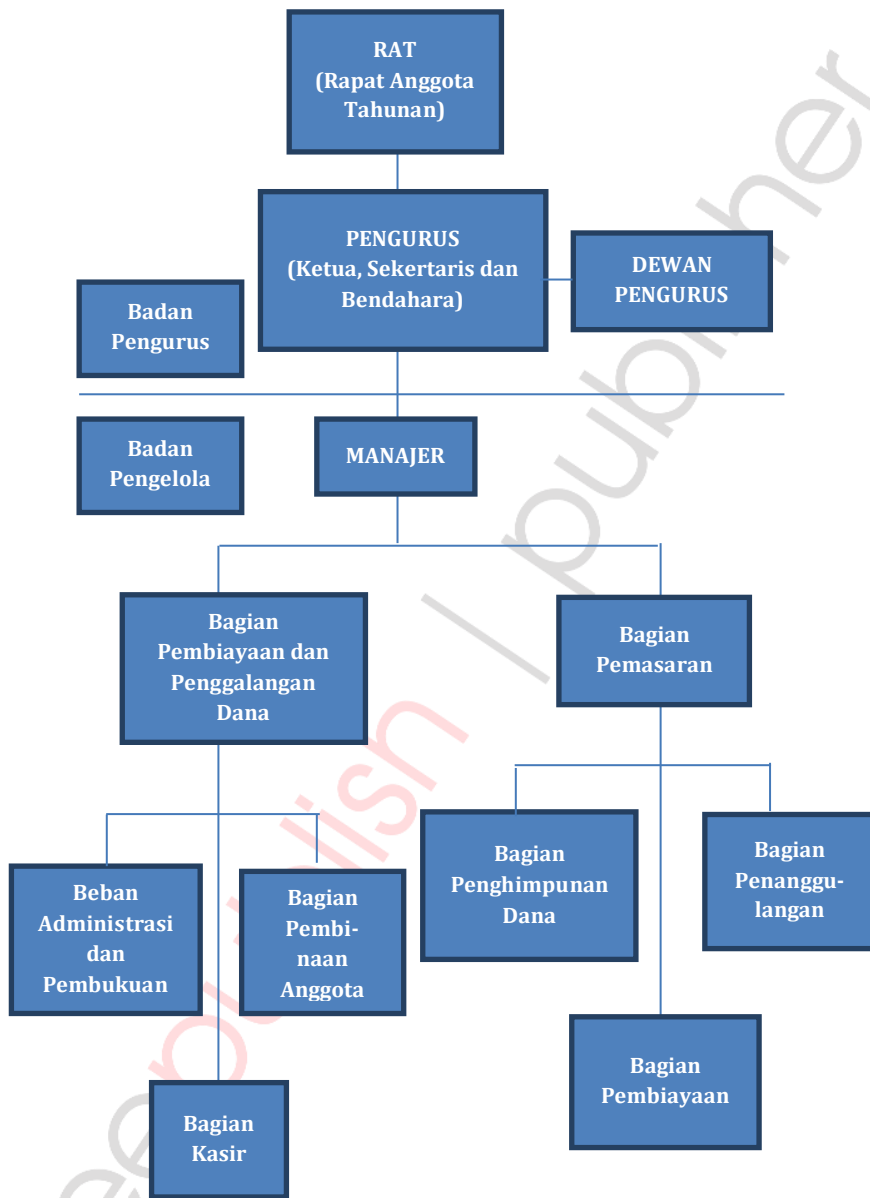 RAT
(Rapat Anggota
Tahunan)
PENGURUS
(Ketua, Sekertaris dan
Bendahara)
DEWAN
PENGURUS
Badan
Pengurus
Badan
Pengelola
MANAJER
Bagian
Pembiayaan dan
Penggalangan
Dana
Bagian
Pemasaran
Beban
Administrasi
dan
Pembukuan
Bagian
Pembi-
naan
Anggota
Bagian
Penghimpunan
Dana
Bagian
Penanggu-
langan
Bagian
Kasir
Bagian
Pembiayaan
publisher